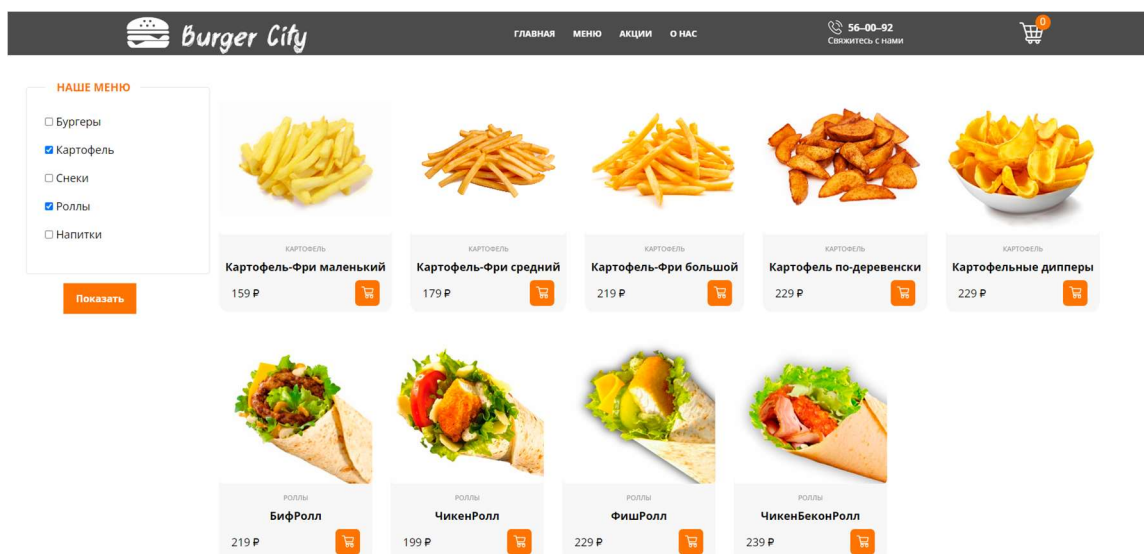 Burger City
ГЛАВНАЯ МЕНЮ АКЦИИ О НАС
56–00–92
Свяжитесь с нами
0
НАШЕ МЕНЮ
Бургеры
Картофель
Снеки
Роллы
Напитки
Показать
КАРТОФЕЛЬ КАРТОФЕЛЬ КАРТОФЕЛЬ КАРТОФЕЛЬ КАРТОФЕЛЬ
Картофель-Фри маленький Картофель-Фри средний Картофель-Фри большой Картофель по-деревенски Картофельные дипперы
159 ₽ 179 ₽ 219 ₽ 229 ₽ 229 ₽
РОЛЛЫ РОЛЛЫ РОЛЛЫ РОЛЛЫ
БифРолл ЧикенРолл ФишРолл ЧикенБеконРолл
219 ₽ 199 ₽ 229 ₽ 239 ₽